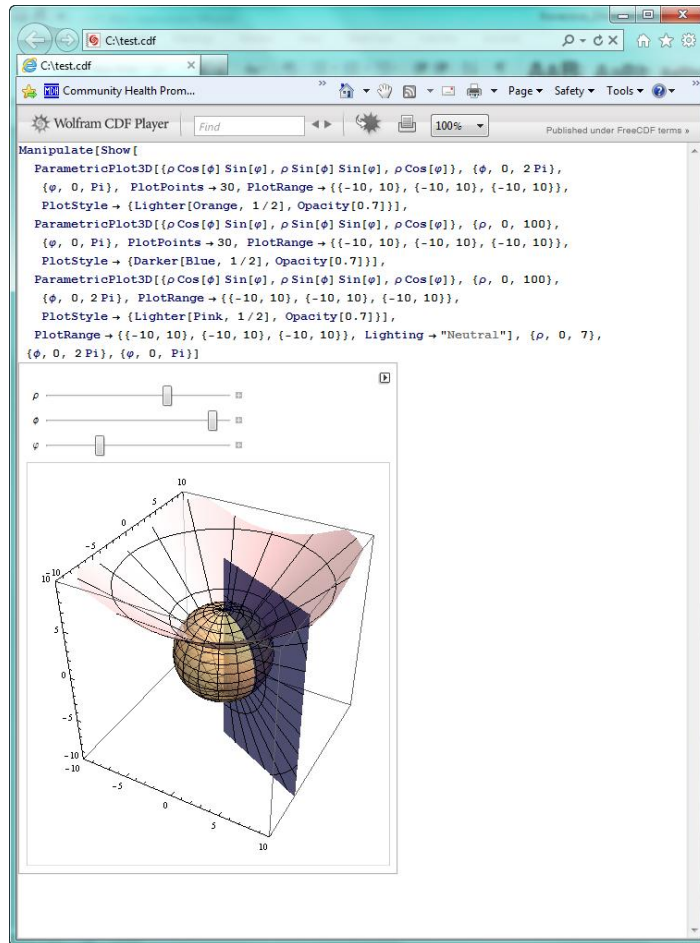 C:\test.cdf
C:\test.cdf
Community Health Prom...
Page Safety Tools
Wolfram CDF Player
Find
100%
Published under FreeCDF terms »
Manipulate[Show[
ParametricPlot3D[{ρ Cos[ϕ] Sin[φ], ρ Sin[ϕ] Sin[φ], ρ Cos[φ]}, {ϕ, 0, 2 Pi},
{φ, 0, Pi}, PlotPoints → 30, PlotRange → {{-10, 10}, {-10, 10}, {-10, 10}},
PlotStyle → {Lighter[Orange, 1/2], Opacity[0.7]}],
ParametricPlot3D[{ρ Cos[ϕ] Sin[φ], ρ Sin[ϕ] Sin[φ], ρ Cos[φ]}, {ρ, 0, 100},
{φ, 0, Pi}, PlotPoints → 30, PlotRange → {{-10, 10}, {-10, 10}, {-10, 10}},
PlotStyle → {Darker[Blue, 1/2], Opacity[0.7]}],
ParametricPlot3D[{ρ Cos[ϕ] Sin[φ], ρ Sin[ϕ] Sin[φ], ρ Cos[φ]}, {ρ, 0, 100},
{ϕ, 0, 2 Pi}, PlotRange → {{-10, 10}, {-10, 10}, {-10, 10}},
PlotStyle → {Lighter[Pink, 1/2], Opacity[0.7]}],
PlotRange → {{-10, 10}, {-10, 10}, {-10, 10}}, Lighting → "Neutral"], {ρ, 0, 7},
{ϕ, 0, 2 Pi}, {φ, 0, Pi}]
ρ
ϕ
φ
10
5
0
-5
-10
10
5
0
-5
-10
-10
-5
0
5
10